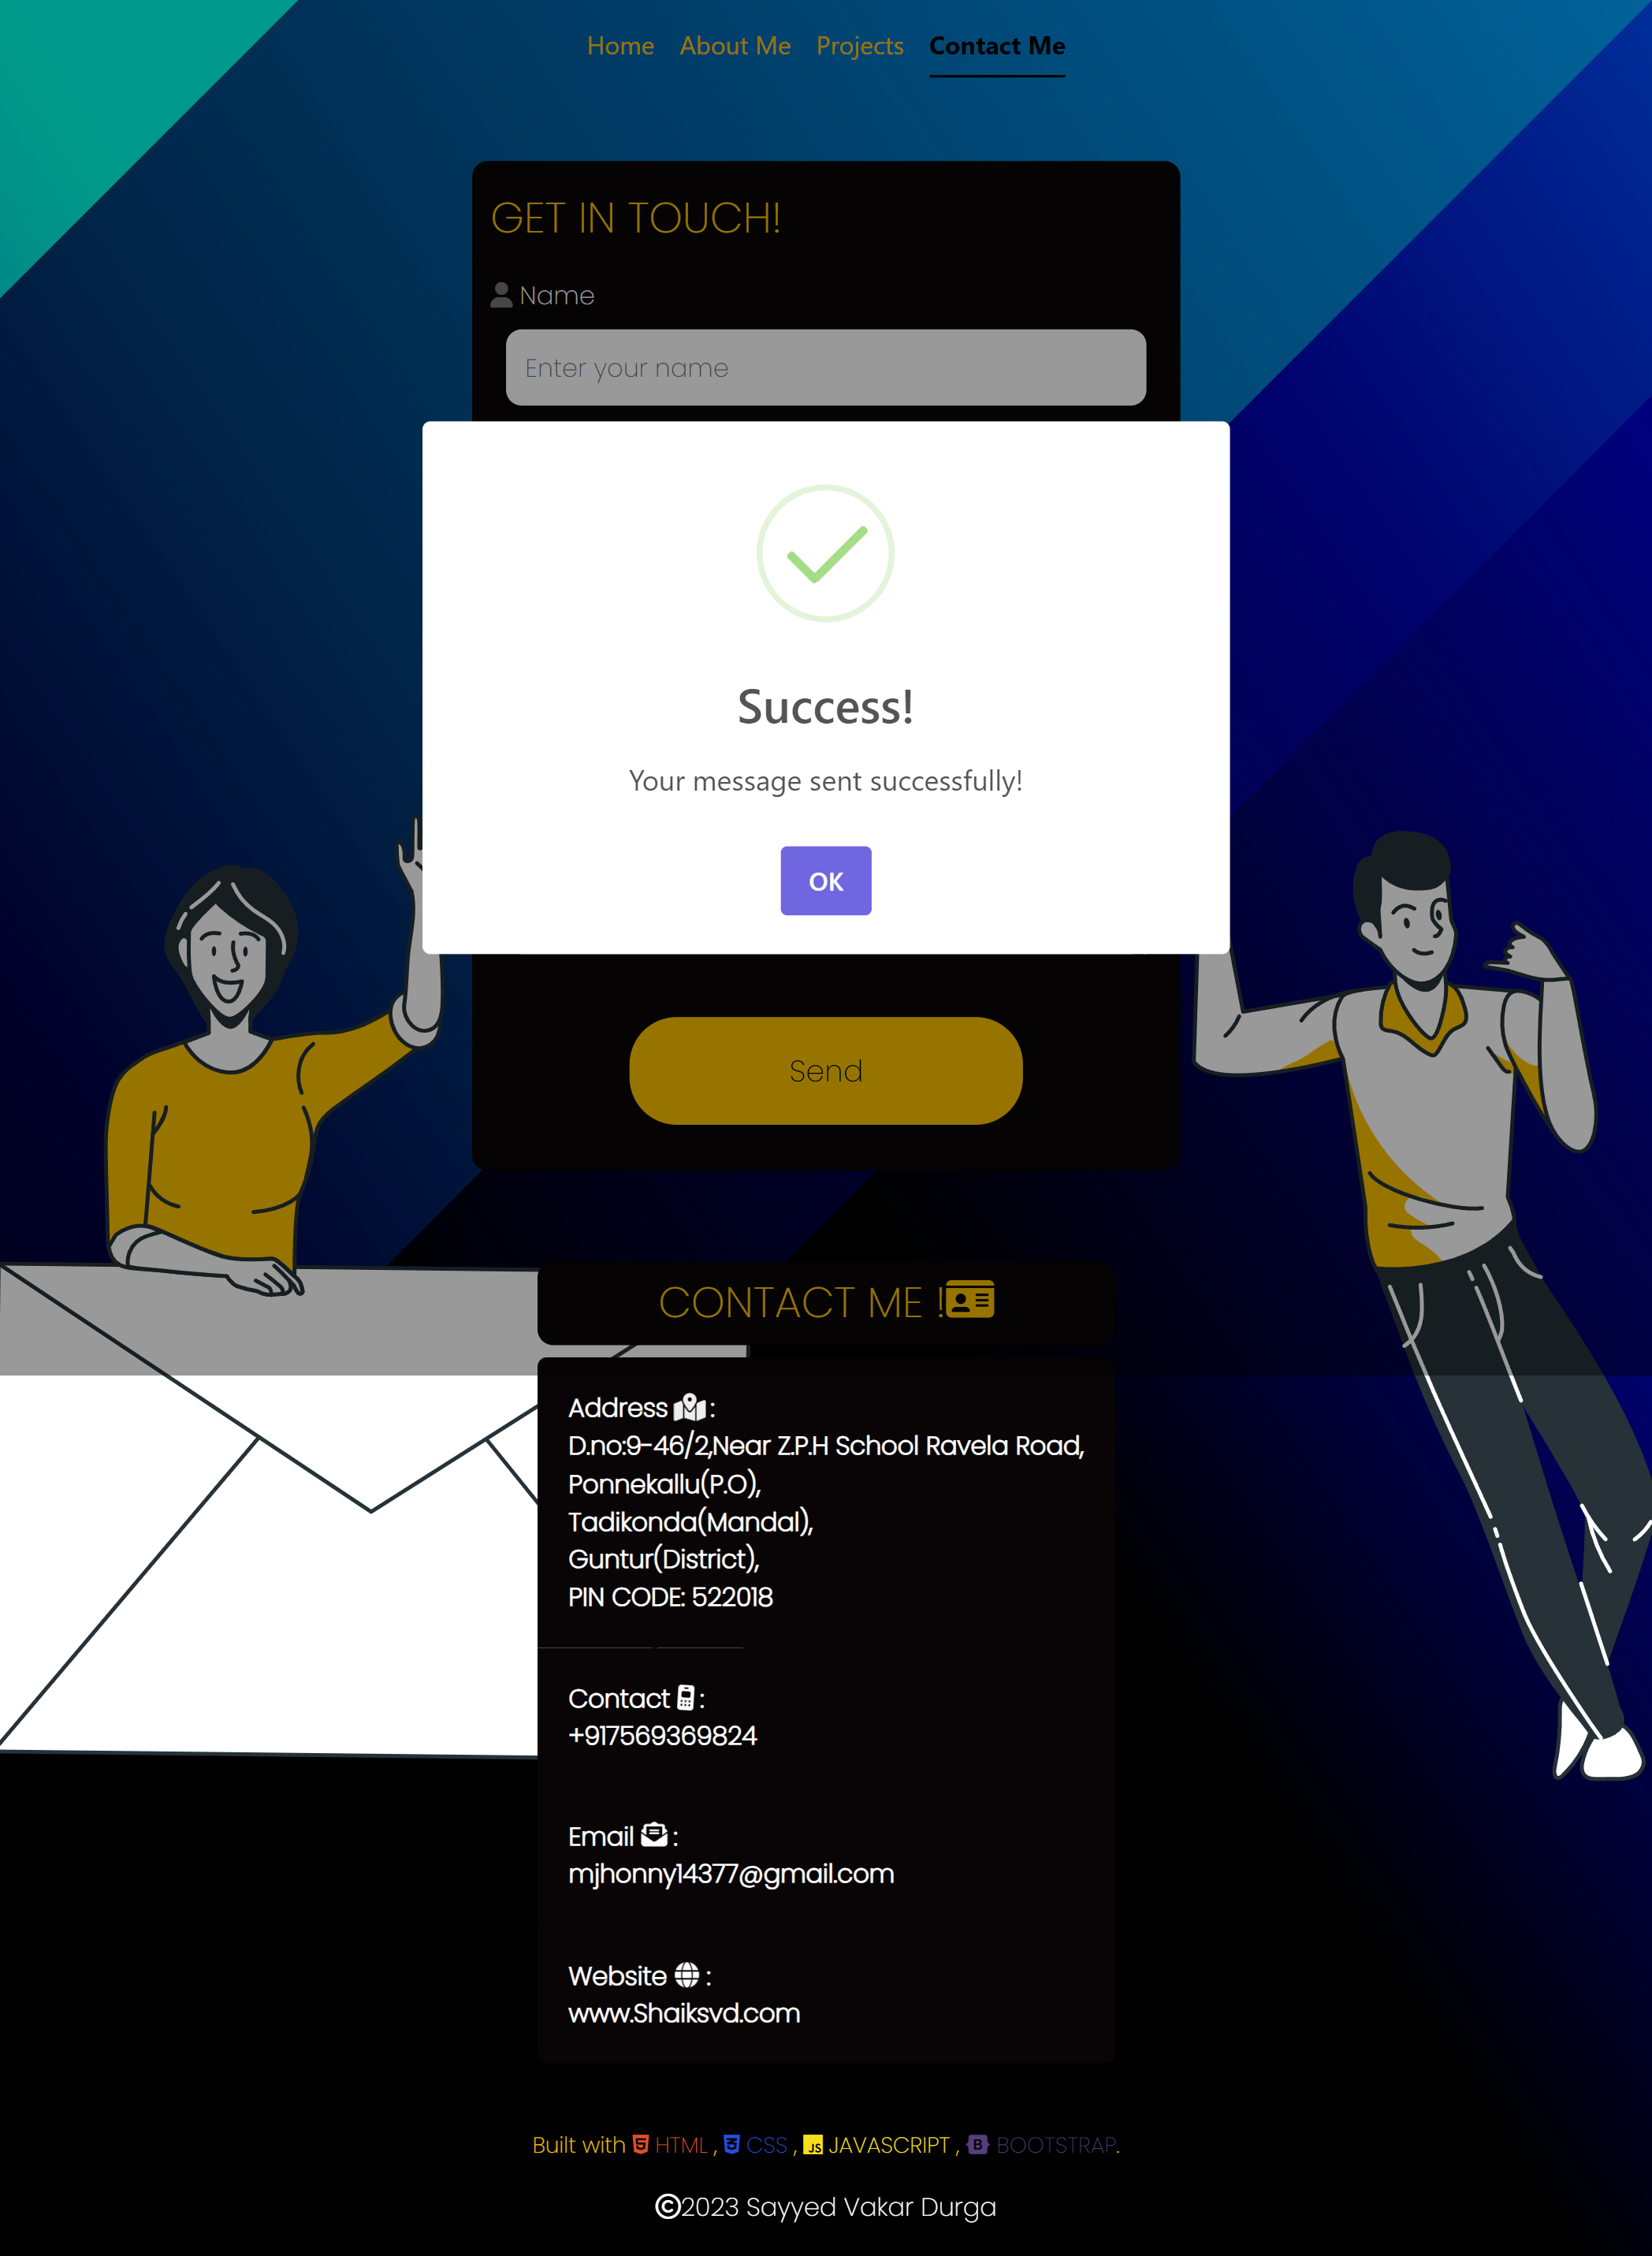 Home About Me Projects Contact Me
GET IN TOUCH!
Name
Enter your name
Success!
Your message sent successfully!
OK
Send
CONTACT ME !
Address :
D.no:9-46/2,Near Z.P.H School Ravela Road,
Ponnekallu(P.O),
Tadikonda(Mandal),
Guntur(District),
PIN CODE: 522018
Contact :
+917569369824
Email :
mjhonny14377@gmail.com
Website :
www.Shaiksvd.com
Built with HTML , CSS , JS JAVASCRIPT , B BOOTSTRAP.
©2023 Sayyed Vakar Durga